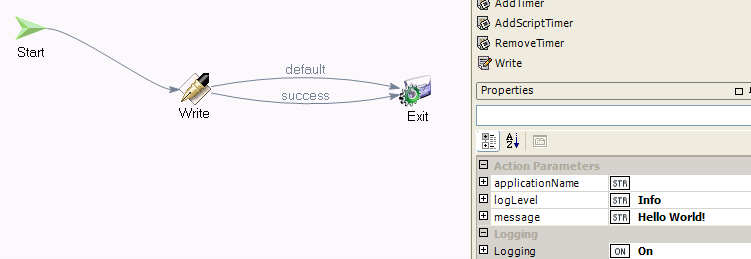 Start
Write
default
success
Exit
AddTimer
AddScriptTimer
RemoveTimer
Write
Properties
Action Parameters
applicationName STR
logLevel STR Info
message STR Hello World!
Logging
Logging ON On